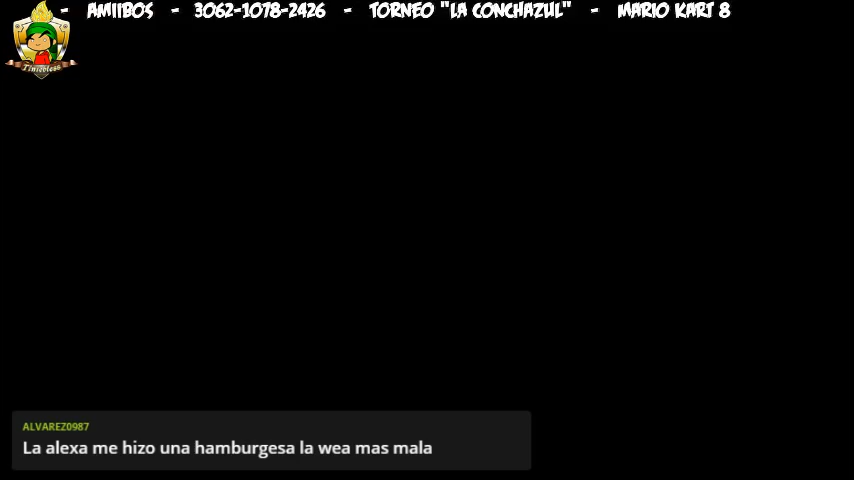 - AMIIBOS - 3062-1078-2426 - TORNEO "LA CONCHAZUL" - MARIO KART 8
Tiniebless
ALVAREZ0987
La alexa me hizo una hamburgesa la wea mas mala